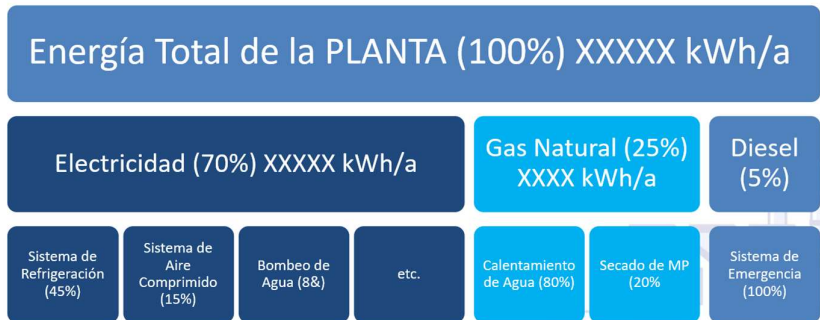 Energía Total de la PLANTA (100%) XXXXX kWh/a
Electricidad (70%) XXXXX kWh/a
Gas Natural (25%)
XXXX kWh/a
Diesel
(5%)
Sistema de
Refrigeración
(45%)
Sistema de
Aire
Comprimido
(15%)
Bombeo de
Agua (8&)
etc.
Calentamiento
de Agua (80%)
Secado de MP
(20%
Sistema de
Emergencia
(100%)